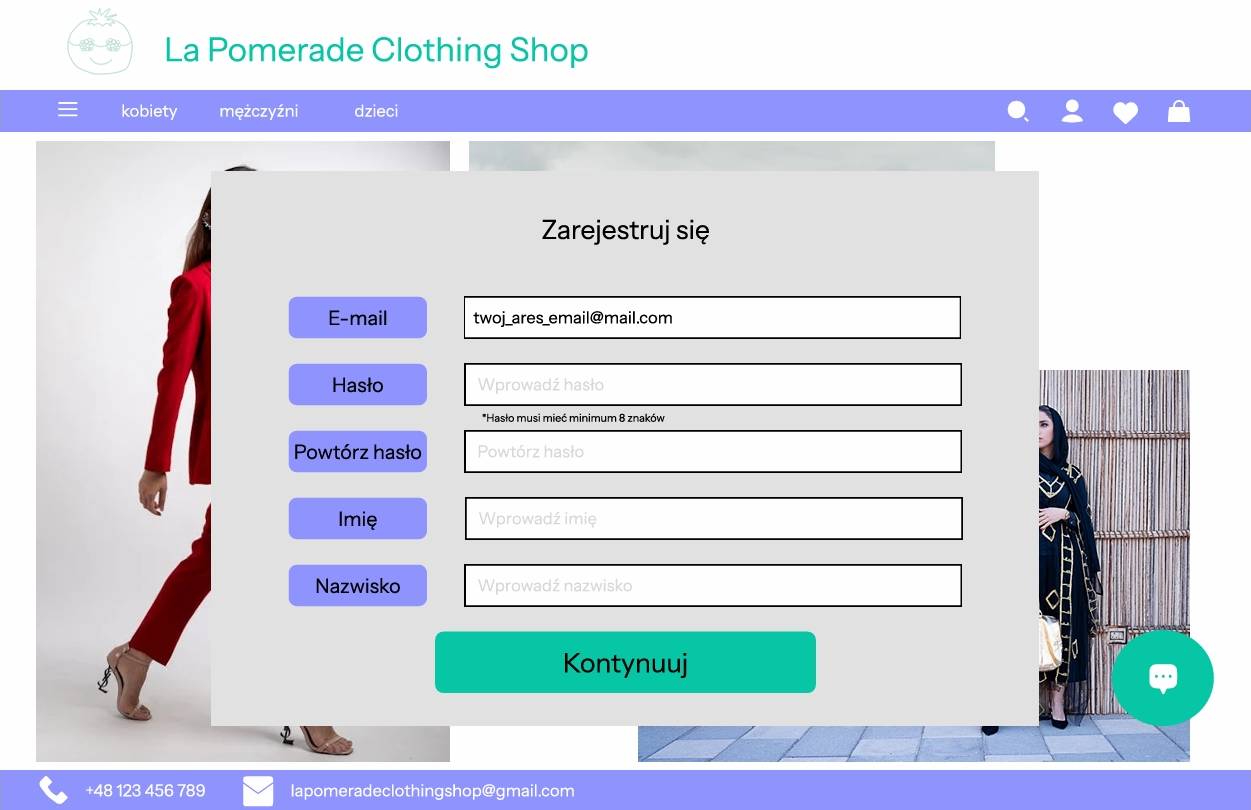 La Pomerade Clothing Shop
kobiety mężczyźni dzieci
Zarejestruj się
E-mail twoj_ares_email@mail.com
Hasło Wprowadź hasło
*Hasło musi mieć minimum 8 znaków
Powtórz hasło Powtórz hasło
Imię Wprowadź imię
Nazwisko Wprowadź nazwisko
Kontynuuj
+48 123 456 789 lapomeradeclothingshop@gmail.com